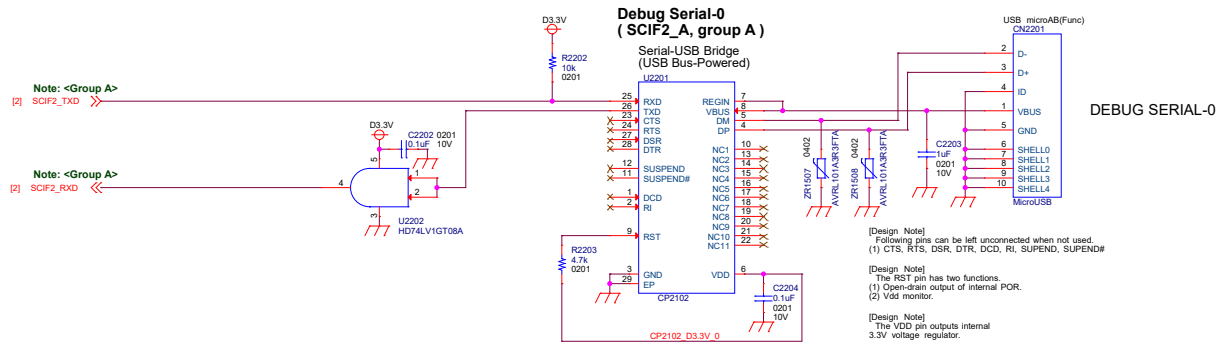 Debug Serial-0
( SCIF2_A, group A )
Serial-USB Bridge
(USB Bus-Powered)
USB microAB(Func)
CN2201
D3.3V
R2202
10k
0201
U2201
Note: <Group A>
[2] SCIF2_TXD
25 RXD
26 TXD
23 CTS
24 RTS
27 DSR
28 DTR
12 SUSPEND
11 SUSPEND#
1 DCD
2 RI
9 RST
3 GND
29 EP
REGIN 7
VBUS 8
DM 5
DP 4
NC1 10
NC2 13
NC3 14
NC4 15
NC5 16
NC6 17
NC7 18
NC8 19
NC9 20
NC10 21
NC11 22
VDD 6
CP2102
2 D-
3 D+
4 ID
1 VBUS
5 GND
6 SHELL0
7 SHELL1
8 SHELL2
9 SHELL3
10 SHELL4
MicroUSB
DEBUG SERIAL-0
D3.3V
C2202 0201
0.1uF 10V
5
1
2
4
3
U2202
HD74LV1GT08A
Note: <Group A>
[2] SCIF2_RXD
R2203
4.7k
0201
ZR1507
0402
AVRL101A3R3FTA
ZR1508
0402
AVRL101A3R3FTA
C2203
1uF
0201
10V
C2204
0.1uF
0201
10V
CP2102_D3.3V_0
[Design Note]
Following pins can be left unconnected when not used.
(1) CTS, RTS, DSR, DTR, DCD, RI, SUPEND, SUPEND#
[Design Note]
The RST pin has two functions.
(1) Open-drain output of internal POR.
(2) Vdd monitor.
[Design Note]
The VDD pin outputs internal
3.3V voltage regulator.